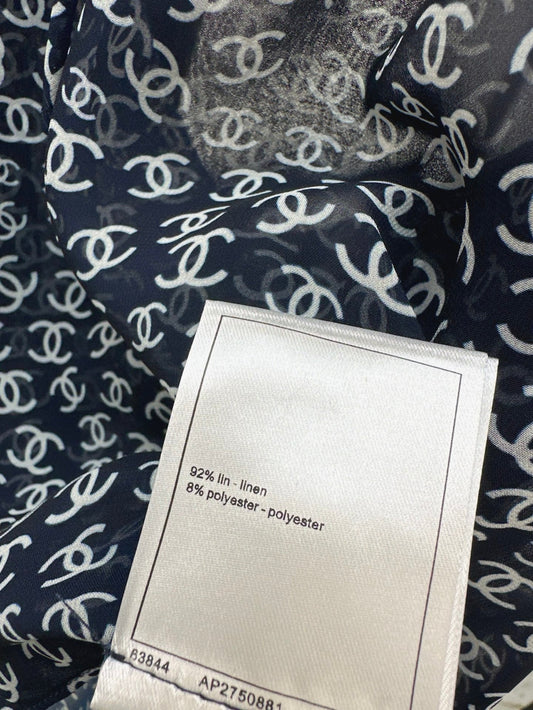 92% lin - linen
8% polyester - polyester
63844 AP2750881